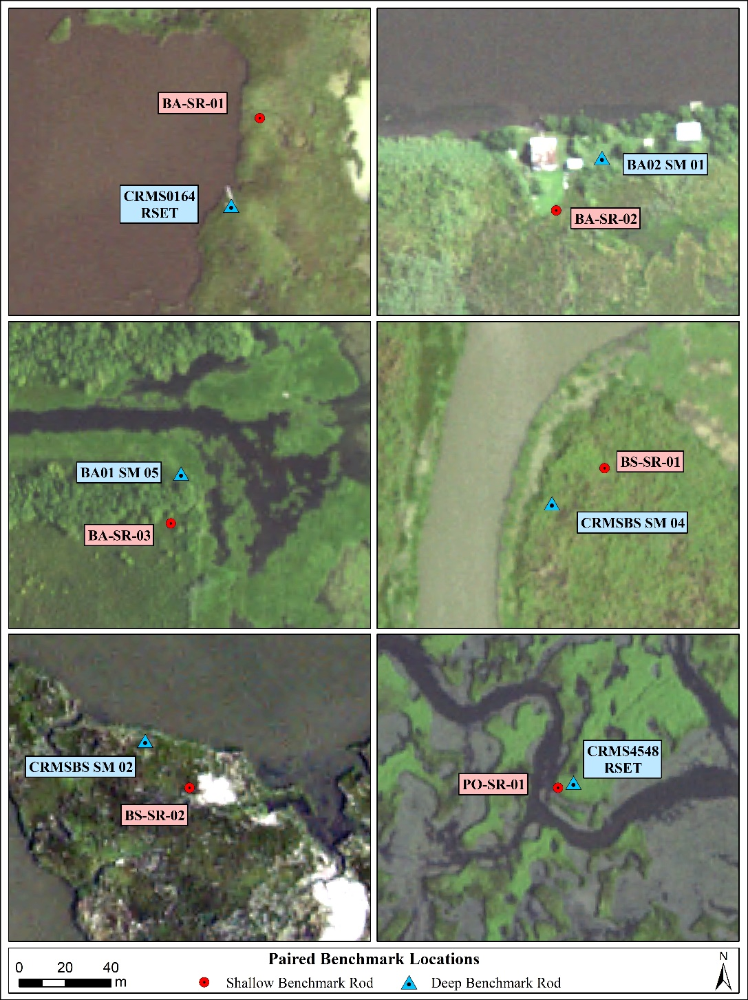 BA-SR-01
CRMS0164
RSET
BA02 SM 01
BA-SR-02
BA01 SM 05
BA-SR-03
BS-SR-01
CRMSBS SM 04
CRMSBS SM 02
BS-SR-02
CRMS4548
RSET
PO-SR-01
Paired Benchmark Locations
0 20 40
m
Shallow Benchmark Rod
Deep Benchmark Rod
N